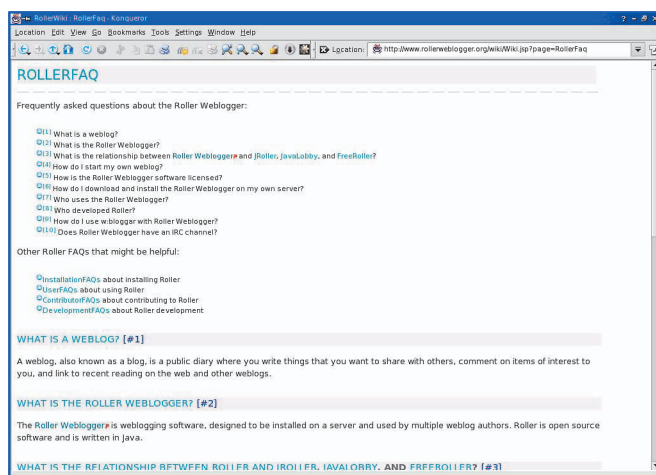 RollerWiki : RollerFaq - Konqueror
Location Edit View Go Bookmarks Tools Settings Window Help
Location: http://www.rollerweblogger.org/wiki/Wiki.jsp?page=RollerFaq
ROLLERFAQ
Frequently asked questions about the Roller Weblogger:
[1] What is a weblog?
[2] What is the Roller Weblogger?
[3] What is the relationship between Roller Weblogger and JRoller, JavaLobby, and FreeRoller?
[4] How do I start my own weblog?
[5] How is the Roller Weblogger software licensed?
[6] How do I download and install the Roller Weblogger on my own server?
[7] Who uses the Roller Weblogger?
[8] Who developed Roller?
[9] How do I use w:bloggar with Roller Weblogger?
[10] Does Roller Weblogger have an IRC channel?
Other Roller FAQs that might be helpful:
InstallationFAQs about installing Roller
UserFAQs about using Roller
ContributorFAQs about contributing to Roller
DevelopmentFAQs about Roller development
WHAT IS A WEBLOG? [#1]
A weblog, also known as a blog, is a public diary where you write things that you want to share with others, comment on items of interest to
you, and link to recent reading on the web and other weblogs.
WHAT IS THE ROLLER WEBLOGGER? [#2]
The Roller Weblogger is weblogging software, designed to be installed on a server and used by multiple weblog authors. Roller is open source
software and is written in Java.
WHAT IS THE RELATIONSHIP BETWEEN ROLLER AND JROLLER, JAVALOBBY, AND FREEROLLER? [#3]